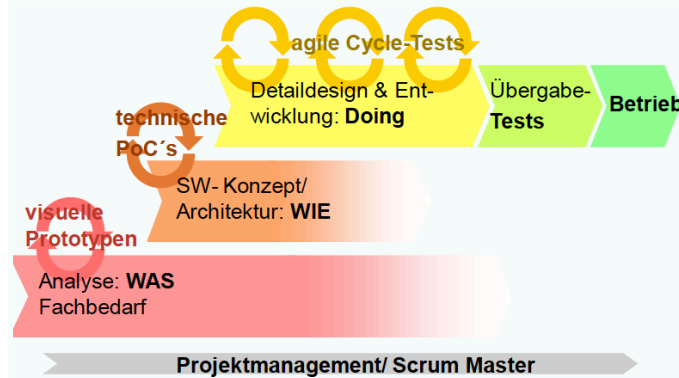 agile Cycle-Tests
Detaildesign & Ent-
wicklung: Doing
Übergabe-
Tests
Betrieb
technische
PoC´s
SW- Konzept/
Architektur: WIE
visuelle
Prototypen
Analyse: WAS
Fachbedarf
Projektmanagement/ Scrum Master